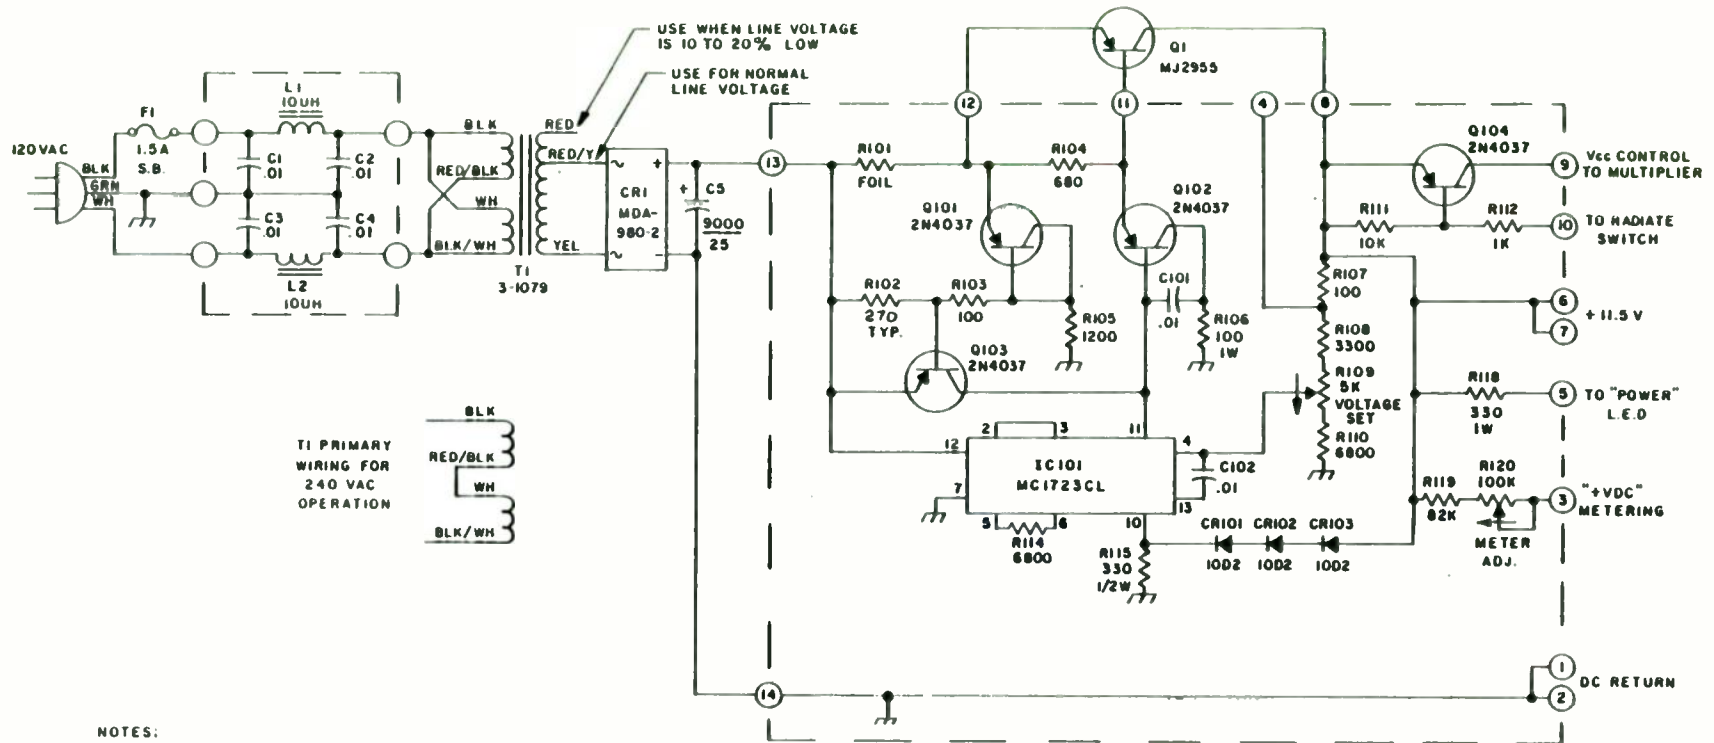 USE WHEN LINE VOLTAGE
IS 10 TO 20% LOW
USE FOR NORMAL
LINE VOLTAGE
120VAC
F1
1.5A
S.B.
BLK
GRN
WH
L1
10UH
C1
.01
C2
.01
C3
.01
C4
.01
L2
10UH
BLK
RED/BLK
WH
BLK/WH
RED
RED/Y
YEL
T1
3-1079
~
+
CR1
MDA-
980-2
~
-
+
C5
9000
25
T1 PRIMARY
WIRING FOR
240 VAC
OPERATION
BLK
RED/BLK
WH
BLK/WH
Q1
MJ2955
12
11
4
8
13
R101
FOIL
R104
680
Q101
2N4037
Q102
2N4037
R102
270
TYP.
R103
100
R105
1200
C101
.01
R106
100
1W
Q103
2N4037
Q104
2N4037
9
Vcc CONTROL
TO MULTIPLIER
R111
10K
R112
1K
10
TO RADIATE
SWITCH
R107
100
R108
3300
R109
5K
VOLTAGE
SET
R110
6800
6
7
+ 11.5 V
R118
330
1W
5
TO "POWER"
L.E.D
R119
82K
R120
100K
METER
ADJ.
3
"+VDC"
METERING
2
3
11
12
4
IC101
MC1723CL
7
13
5
6
10
R114
6800
C102
.01
R115
330
1/2W
CR101
10D2
CR102
10D2
CR103
10D2
14
1
2
DC RETURN
NOTES: